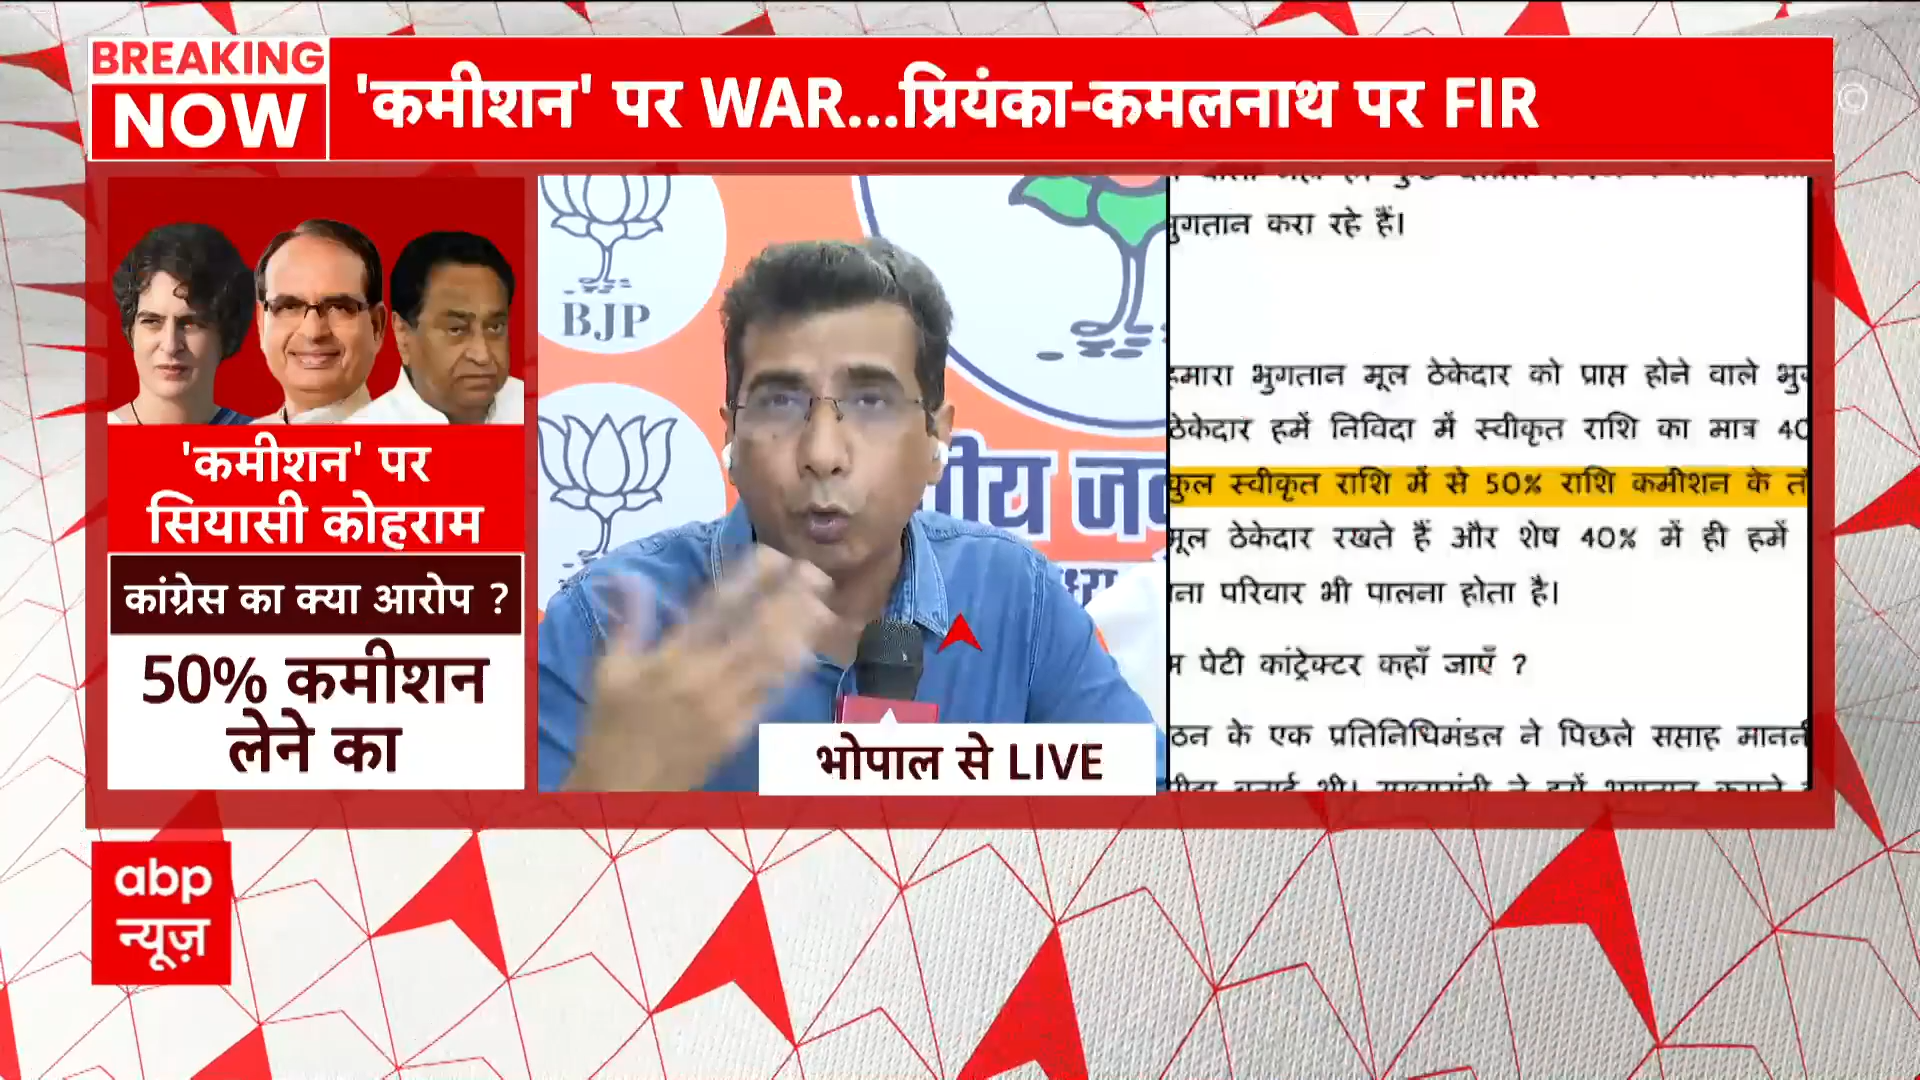 BREAKING
NOW
'कमीशन' पर WAR...प्रियंका-कमलनाथ पर FIR
©
'कमीशन' पर
सियासी कोहराम
कांग्रेस का क्या आरोप ?
50% कमीशन
लेने का
BJP
भोपाल से LIVE
करा रहे हैं।
भुगतान मूल ठेकेदार को प्राप्त होने वाले
ठेकेदार हमें निविदा में स्वीकृत राशि का मात्र 40
कुल स्वीकृत राशि में से 50% राशि कमीशन के
मूल ठेकेदार रखते हैं और शेष 40% में ही हमें
परिवार भी पालना होता है।
पेटी कांट्रेक्टर कहाँ जाएँ ?
के एक प्रतिनिधिमंडल ने पिछले सप्ताह
abp
न्यूज़